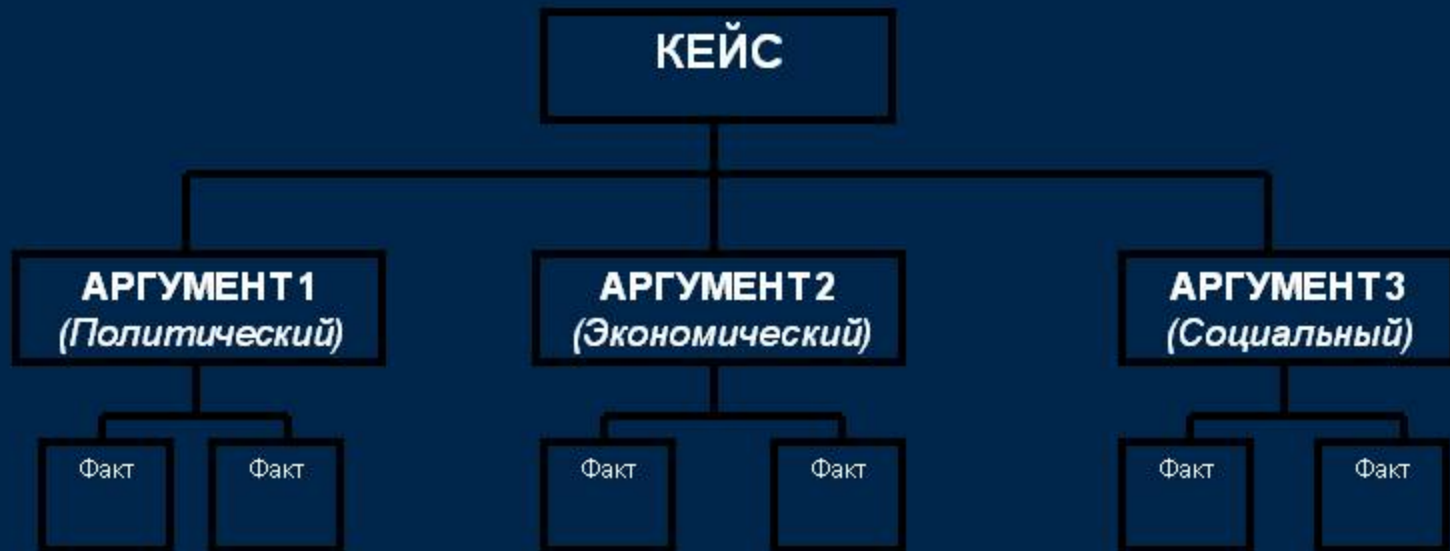 КЕЙС
АРГУМЕНТ 1
(Политический)
АРГУМЕНТ 2
(Экономический)
АРГУМЕНТ 3
(Социальный)
Факт
Факт
Факт
Факт
Факт
Факт